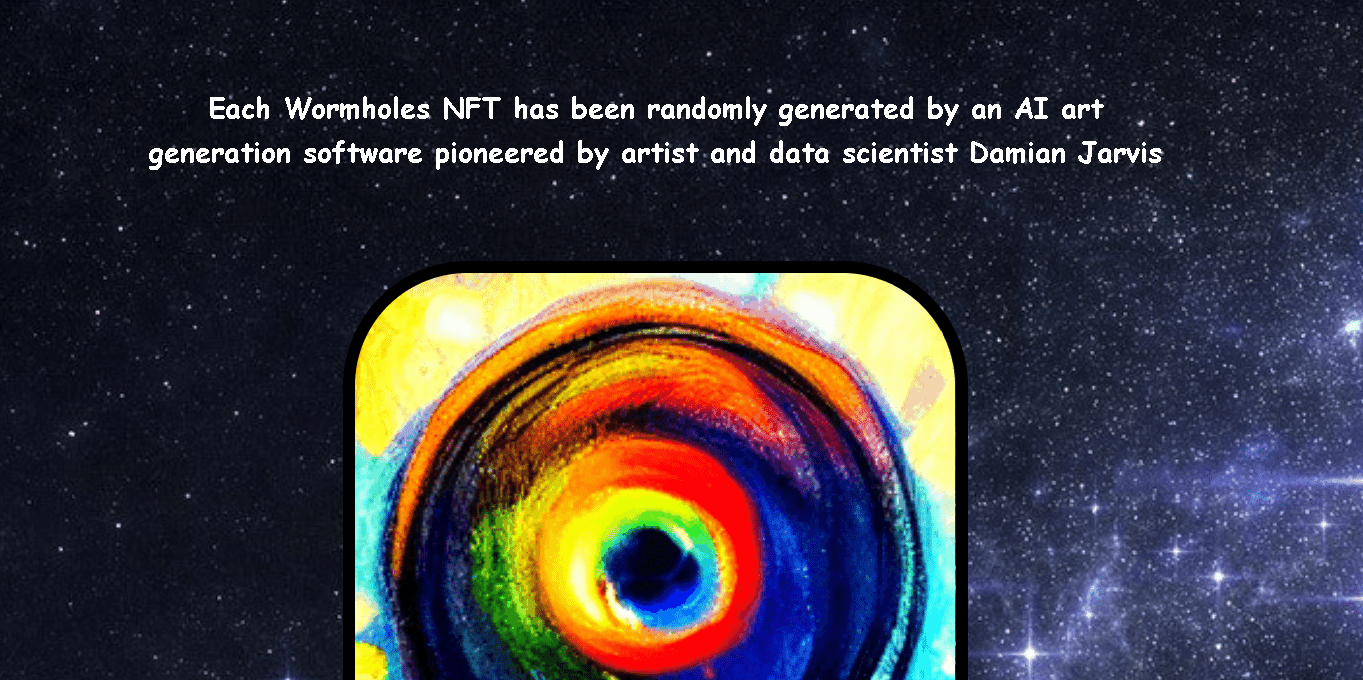 Each Wormholes NFT has been randomly generated by an AI art
generation software pioneered by artist and data scientist Damian Jarvis